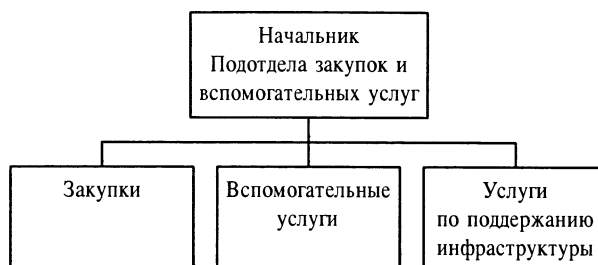 Начальник
Подотдела закупок и
вспомогательных услуг
Закупки
Вспомогательные
услуги
Услуги
по поддержанию
инфраструктуры